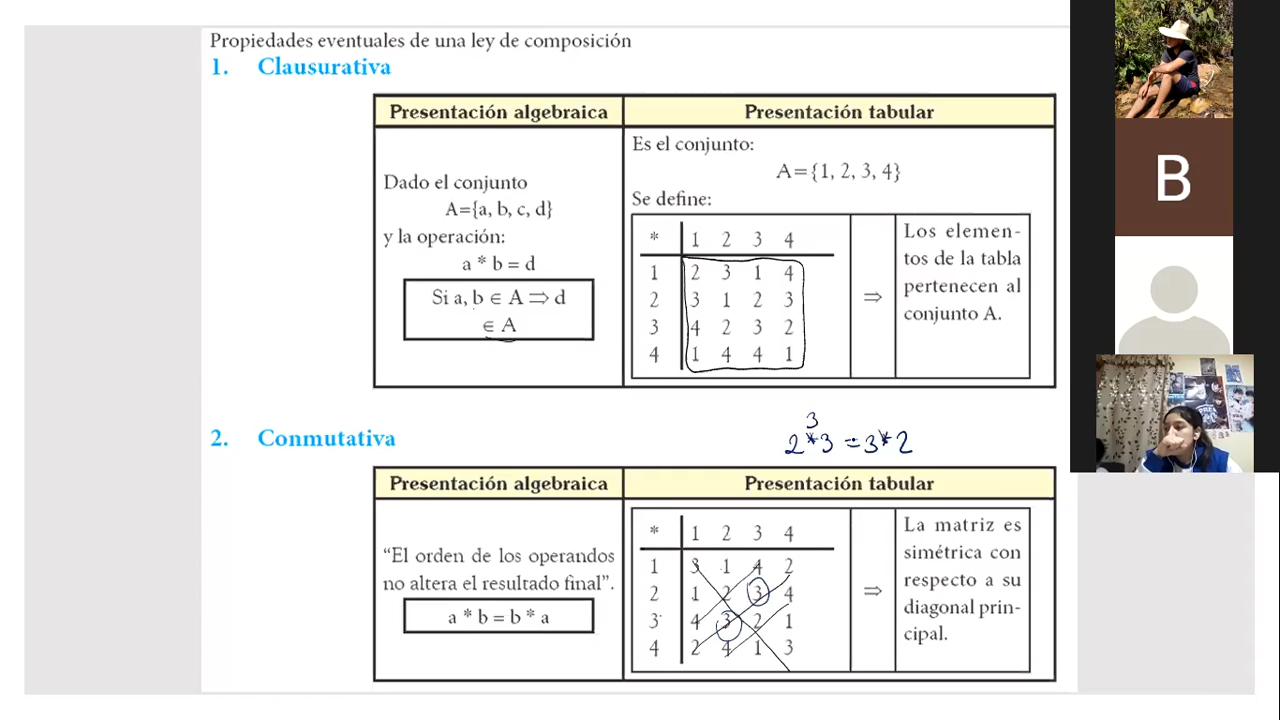 Propiedades eventuales de una ley de composición
1. Clausurativa
Presentación algebraica
Presentación tabular
Dado el conjunto
A={a, b, c, d}
y la operación:
a * b = d
Si a, b ∈ A ⇒ d
∈ A
Es el conjunto:
A={1, 2, 3, 4}
Se define:
* 1 2 3 4
1 2 3 1 4
2 3 1 2 3
3 4 2 3 2
4 1 4 4 1
⇒
Los elemen-
tos de la tabla
pertenecen al
conjunto A.
2. Conmutativa
3
2*3 = 3*2
Presentación algebraica
Presentación tabular
“El orden de los operandos
no altera el resultado final”.
a * b = b * a
* 1 2 3 4
1 3 1 4 2
2 1 2 3 4
3 4 3 2 1
4 2 4 1 3
⇒
La matriz es
simétrica con
respecto a su
diagonal prin-
cipal.
B